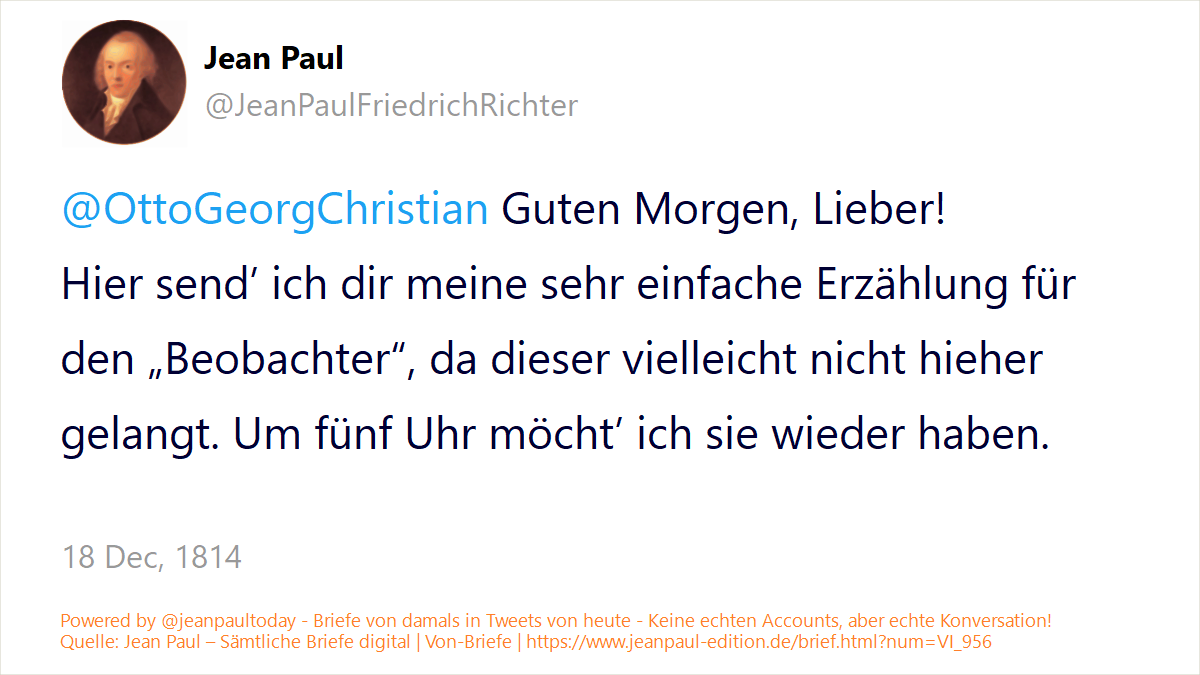 Jean Paul
@JeanPaulFriedrichRichter
@OttoGeorgChristian Guten Morgen, Lieber!
Hier send’ ich dir meine sehr einfache Erzählung für
den „Beobachter“, da dieser vielleicht nicht hieher
gelangt. Um fünf Uhr möcht’ ich sie wieder haben.
18 Dec, 1814
Powered by @jeanpaultoday - Briefe von damals in Tweets von heute - Keine echten Accounts, aber echte Konversation!
Quelle: Jean Paul – Sämtliche Briefe digital | Von-Briefe | https://www.jeanpaul-edition.de/brief.html?num=VI_956